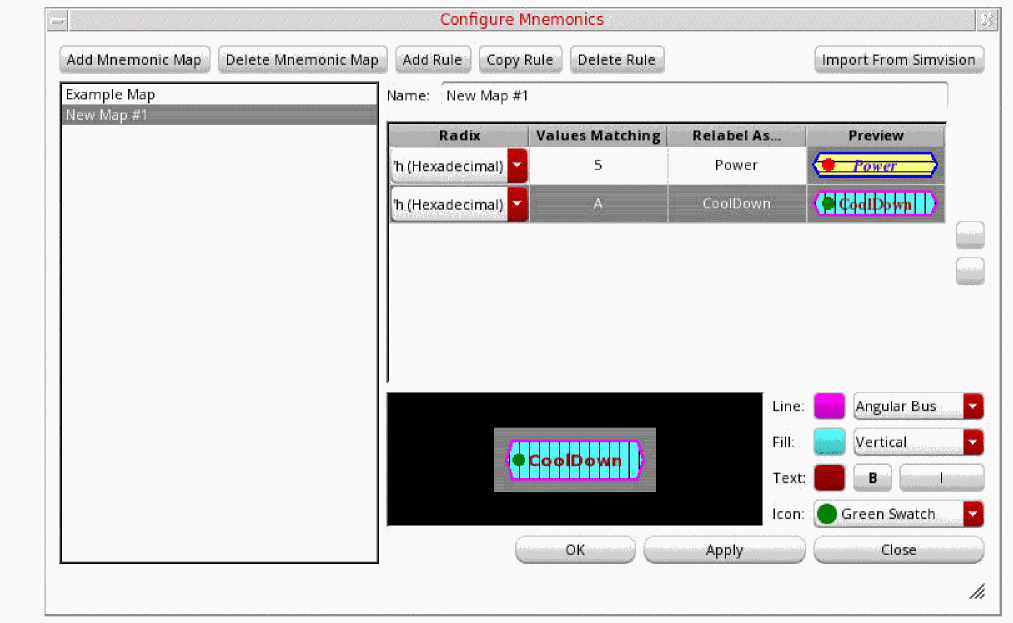 Configure Mnemonics
Add Mnemonic Map Delete Mnemonic Map Add Rule Copy Rule Delete Rule Import From Simvision
Example Map
New Map #1
Name: New Map #1
Radix Values Matching Relabel As... Preview
'h (Hexadecimal) 5 Power Power
'h (Hexadecimal) A CoolDown CoolDown
CoolDown
Line: Angular Bus
Fill: Vertical
Text: B I
Icon: Green Swatch
OK Apply Close